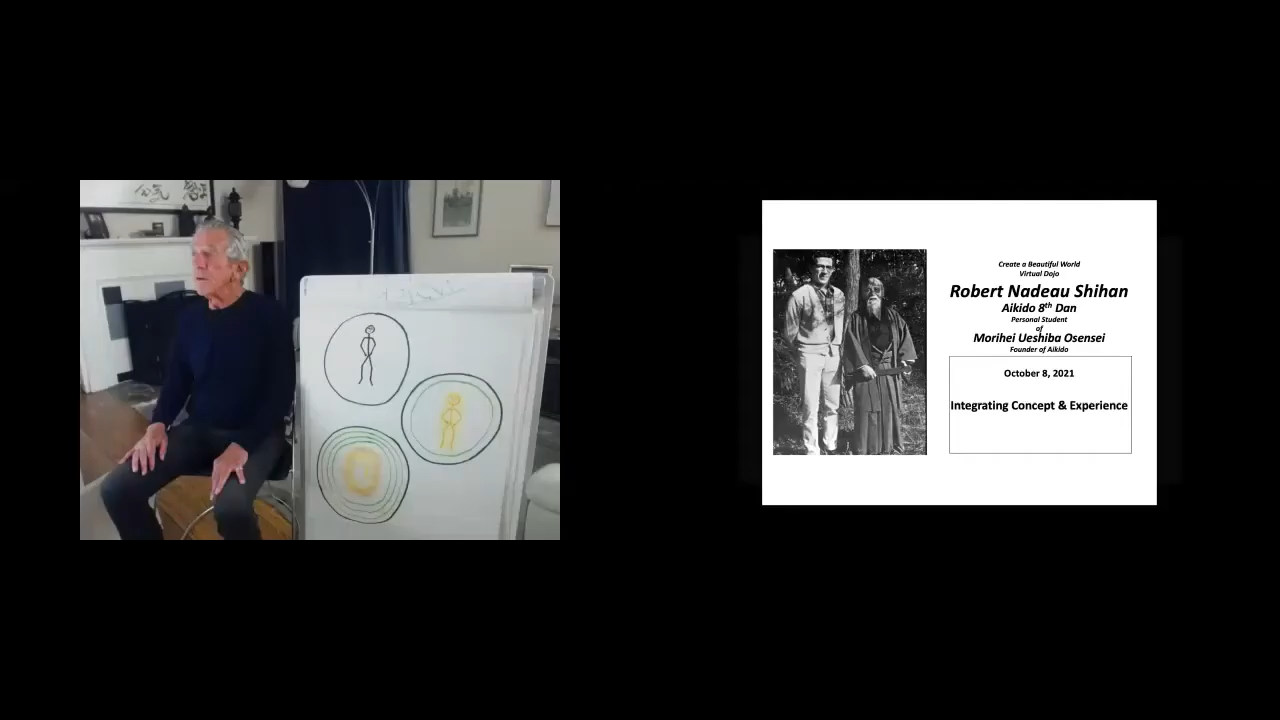 Create a Beautiful World
Virtual Dojo
Robert Nadeau Shihan
Aikido 8th Dan
Personal Student
of
Morihei Ueshiba Osensei
Founder of Aikido
October 8, 2021
Integrating Concept & Experience